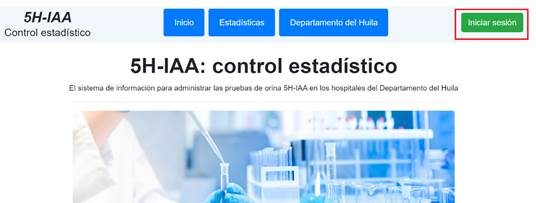 5H-IAA
Control estadístico
Inicio
Estadísticas
Departamento del Huila
Iniciar sesión
5H-IAA: control estadístico
El sistema de información para administrar las pruebas de orina 5H-IAA en los hospitales del Departamento del Huila